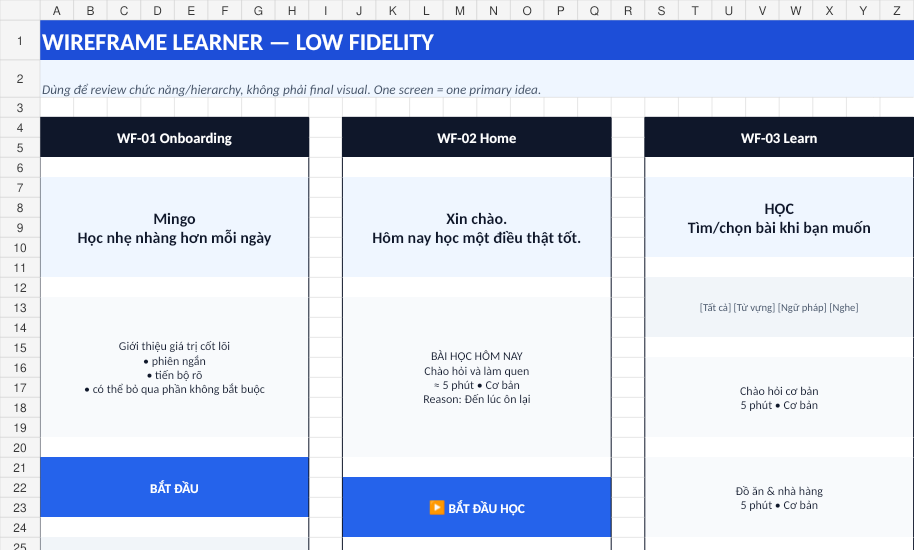 A B C D E F G H I J K L M N O P Q R S T U V W X Y Z
1 WIREFRAME LEARNER — LOW FIDELITY
2 Dùng để review chức năng/hierarchy, không phải final visual. One screen = one primary idea.
3
4
5
6
7
8
9
10
11
12
13
14
15
16
17
18
19
20
21
22
23
24
25
WF-01 Onboarding
Mingo
Học nhẹ nhàng hơn mỗi ngày
Giới thiệu giá trị cốt lõi
• phiên ngắn
• tiến bộ rõ
• có thể bỏ qua phần không bắt buộc
BẮT ĐẦU
WF-02 Home
Xin chào.
Hôm nay học một điều thật tốt.
BÀI HỌC HÔM NAY
Chào hỏi và làm quen
≈ 5 phút • Cơ bản
Reason: Đến lúc ôn lại
▶️ BẮT ĐẦU HỌC
WF-03 Learn
HỌC
Tìm/chọn bài khi bạn muốn
[Tất cả] [Từ vựng] [Ngữ pháp] [Nghe]
Chào hỏi cơ bản
5 phút • Cơ bản
Đồ ăn & nhà hàng
5 phút • Cơ bản